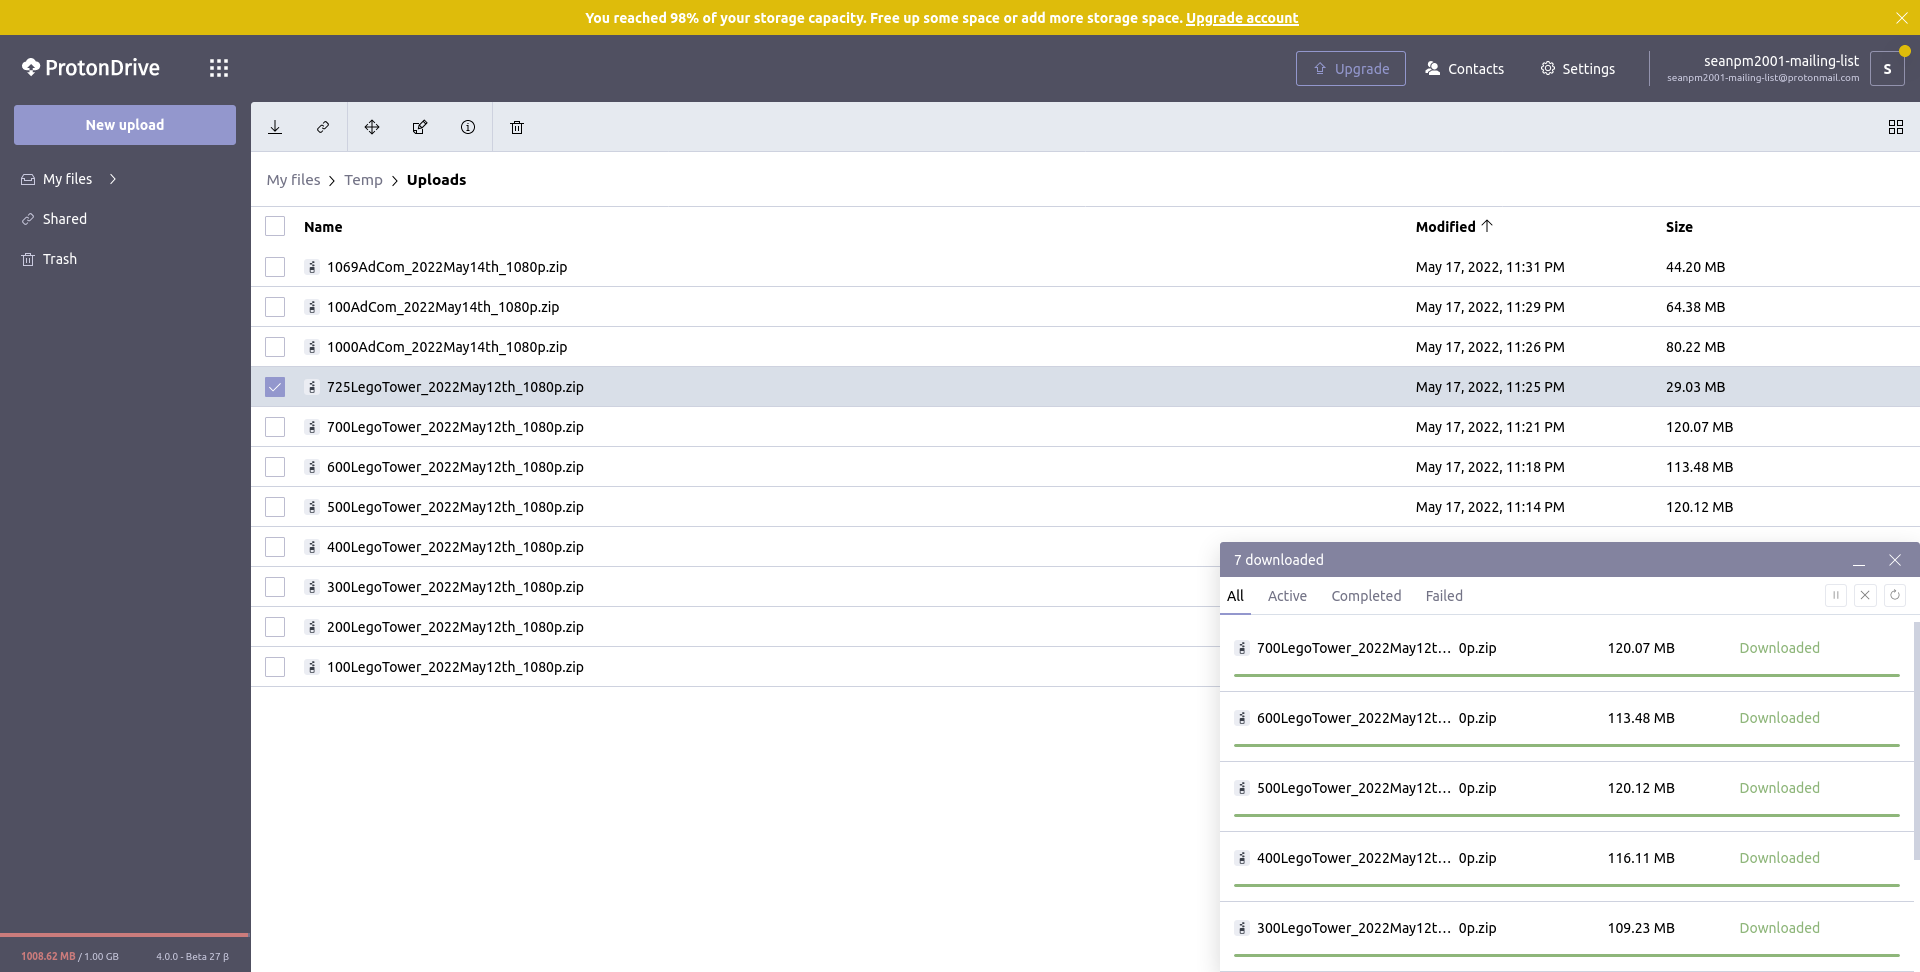 You reached 98% of your storage capacity. Free up some space or add more storage space. Upgrade account
ProtonDrive
Upgrade
Contacts
Settings
seanpm2001-mailing-list
seanpm2001-mailing-list@protonmail.com
S
New upload
My files
Shared
Trash
My files > Temp > Uploads
Name Modified Size
1069AdCom_2022May14th_1080p.zip May 17, 2022, 11:31 PM 44.20 MB
100AdCom_2022May14th_1080p.zip May 17, 2022, 11:29 PM 64.38 MB
1000AdCom_2022May14th_1080p.zip May 17, 2022, 11:26 PM 80.22 MB
725LegoTower_2022May12th_1080p.zip May 17, 2022, 11:25 PM 29.03 MB
700LegoTower_2022May12th_1080p.zip May 17, 2022, 11:21 PM 120.07 MB
600LegoTower_2022May12th_1080p.zip May 17, 2022, 11:18 PM 113.48 MB
500LegoTower_2022May12th_1080p.zip May 17, 2022, 11:14 PM 120.12 MB
400LegoTower_2022May12th_1080p.zip
300LegoTower_2022May12th_1080p.zip
200LegoTower_2022May12th_1080p.zip
100LegoTower_2022May12th_1080p.zip
7 downloaded
All Active Completed Failed
700LegoTower_2022May12t… 0p.zip 120.07 MB Downloaded
600LegoTower_2022May12t… 0p.zip 113.48 MB Downloaded
500LegoTower_2022May12t… 0p.zip 120.12 MB Downloaded
400LegoTower_2022May12t… 0p.zip 116.11 MB Downloaded
300LegoTower_2022May12t… 0p.zip 109.23 MB Downloaded
1008.62 MB / 1.00 GB 4.0.0 - Beta 27 β